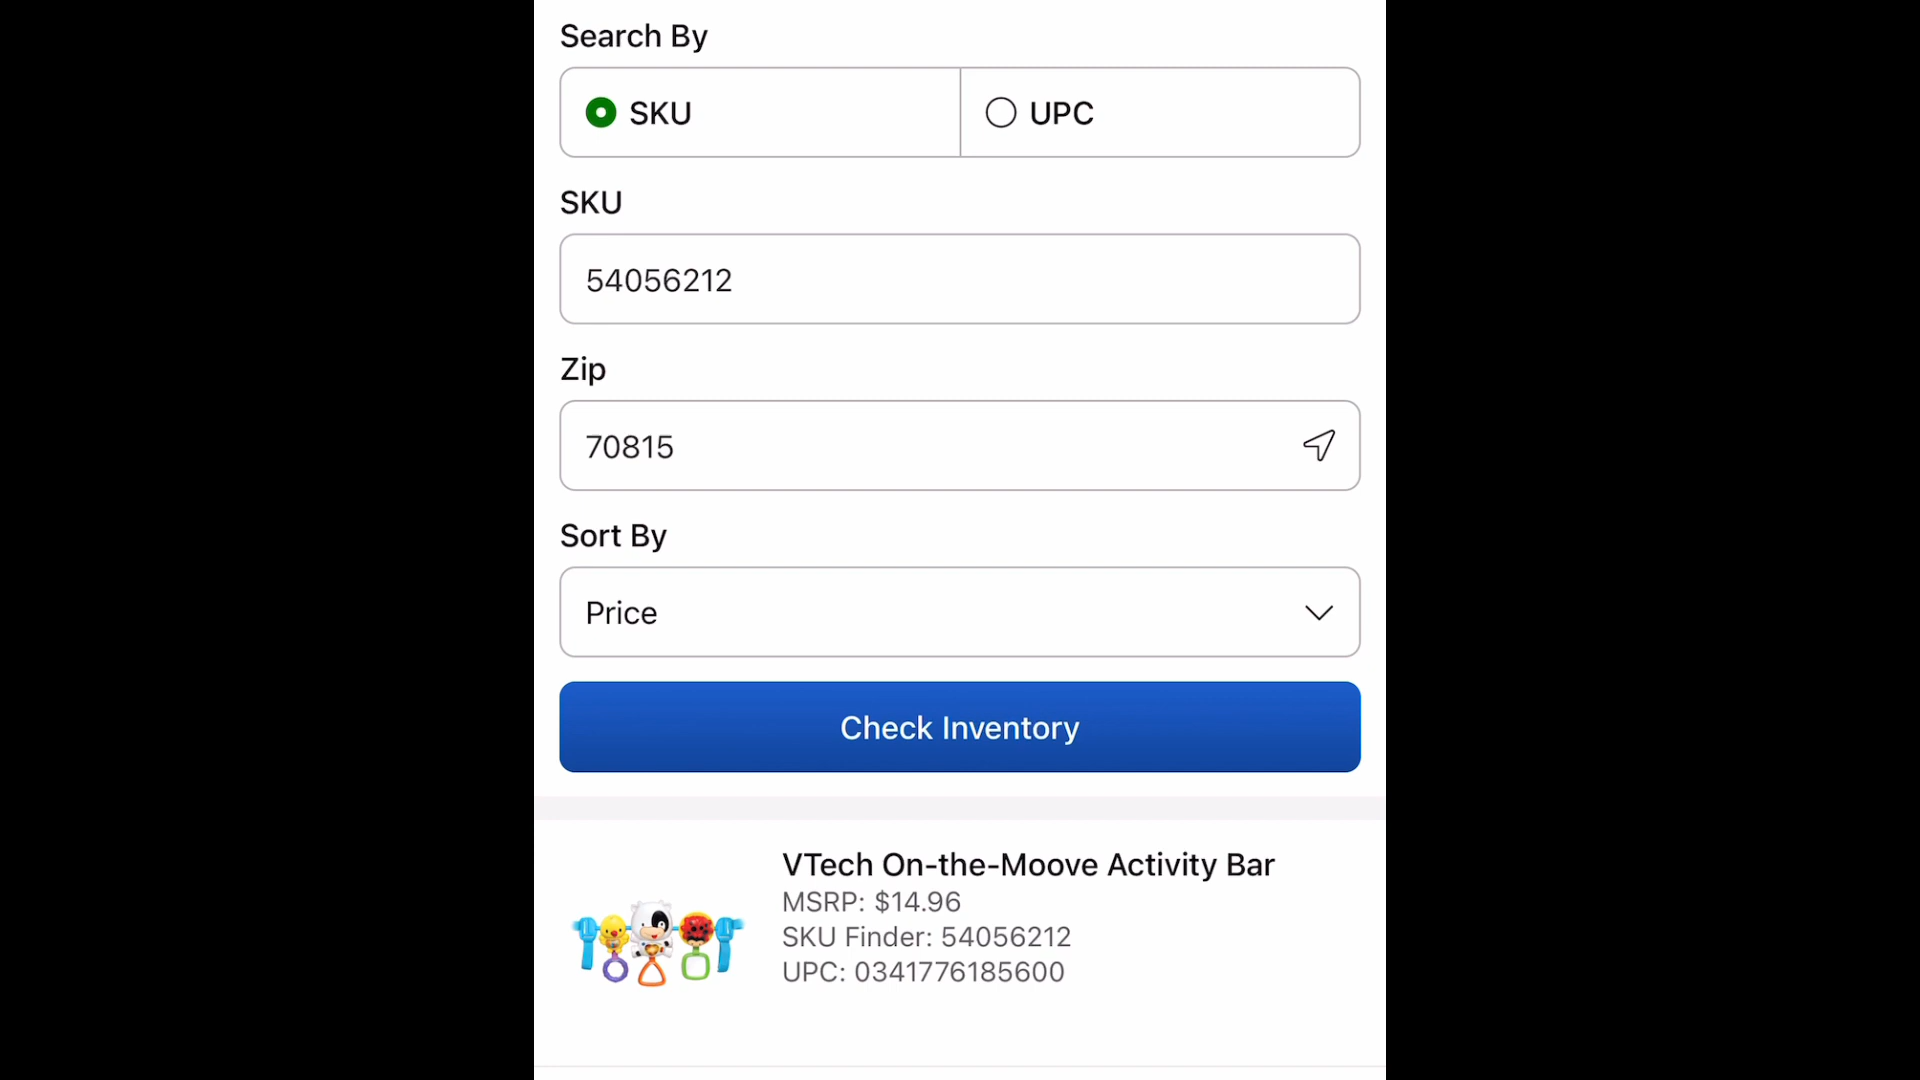 Search By
SKU
UPC
SKU
54056212
Zip
70815
Sort By
Price
Check Inventory
VTech On-the-Moove Activity Bar
MSRP: $14.96
SKU Finder: 54056212
UPC: 0341776185600